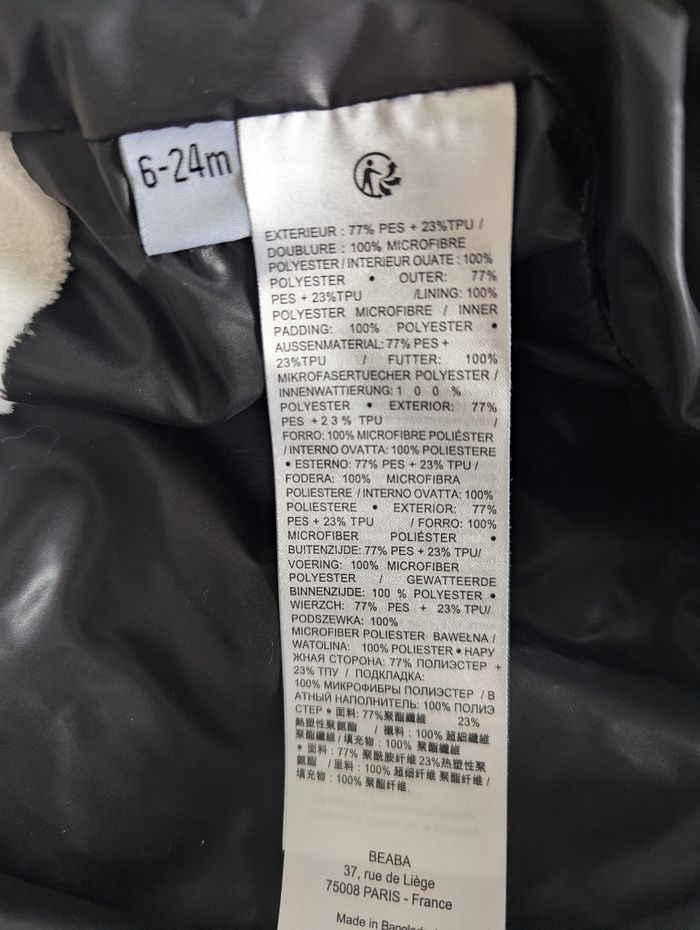 6-24m
EXTERIEUR : 77% PES + 23%TPU /
DOUBLURE : 100% MICROFIBRE
POLYESTER / INTERIEUR OUATE : 100%
POLYESTER • OUTER: 77%
PES + 23%TPU /LINING: 100%
POLYESTER MICROFIBRE / INNER
PADDING: 100% POLYESTER •
AUSSENMATERIAL: 77% PES +
23%TPU / FUTTER: 100%
MIKROFASERTUECHER POLYESTER /
INNENWATTIERUNG: 1 0 0 %
POLYESTER • EXTERIOR: 77%
PES + 2 3 % TPU /
FORRO: 100% MICROFIBRE POLIÉSTER
/ INTERNO OVATTA: 100% POLIESTERE
• ESTERNO: 77% PES + 23% TPU /
FODERA: 100% MICROFIBRA
POLIESTERE / INTERNO OVATTA: 100%
POLIESTERE • EXTERIOR: 77%
PES + 23% TPU / FORRO: 100%
MICROFIBER POLIÉSTER •
BUITENZIJDE: 77% PES + 23% TPU/
VOERING: 100% MICROFIBER
POLYESTER / GEWATTEERDE
BINNENZIJDE: 100 % POLYESTER •
WIERZCH: 77% PES + 23% TPU/
PODSZEWKA: 100%
MICROFIBER POLIESTER BAWEŁNA /
WATOLINA: 100% POLIESTER • НАРУ
ЖНАЯ СТОРОНА: 77% ПОЛИЭСТЕР +
23% ТПУ / ПОДКЛАДКА:
100% МИКРОФИБРЫ ПОЛИЭСТЕР / В
АТНЫЙ НАПОЛНИТЕЛЬ: 100% ПОЛИЭ
СТЕР • 面料: 77%聚酯纖維 23%
熱塑性聚氨酯 / 襯料 : 100% 超細纖維
聚酯纖維 / 填充物 : 100% 聚酯纖維
• 面料 : 77% 聚酰胺纤维 23%热塑性聚
氨酯 / 里料 : 100% 超细纤维 聚酯纤维 /
填充物 : 100% 聚酯纤维.
BEABA
37, rue de Liège
75008 PARIS - France
Made in